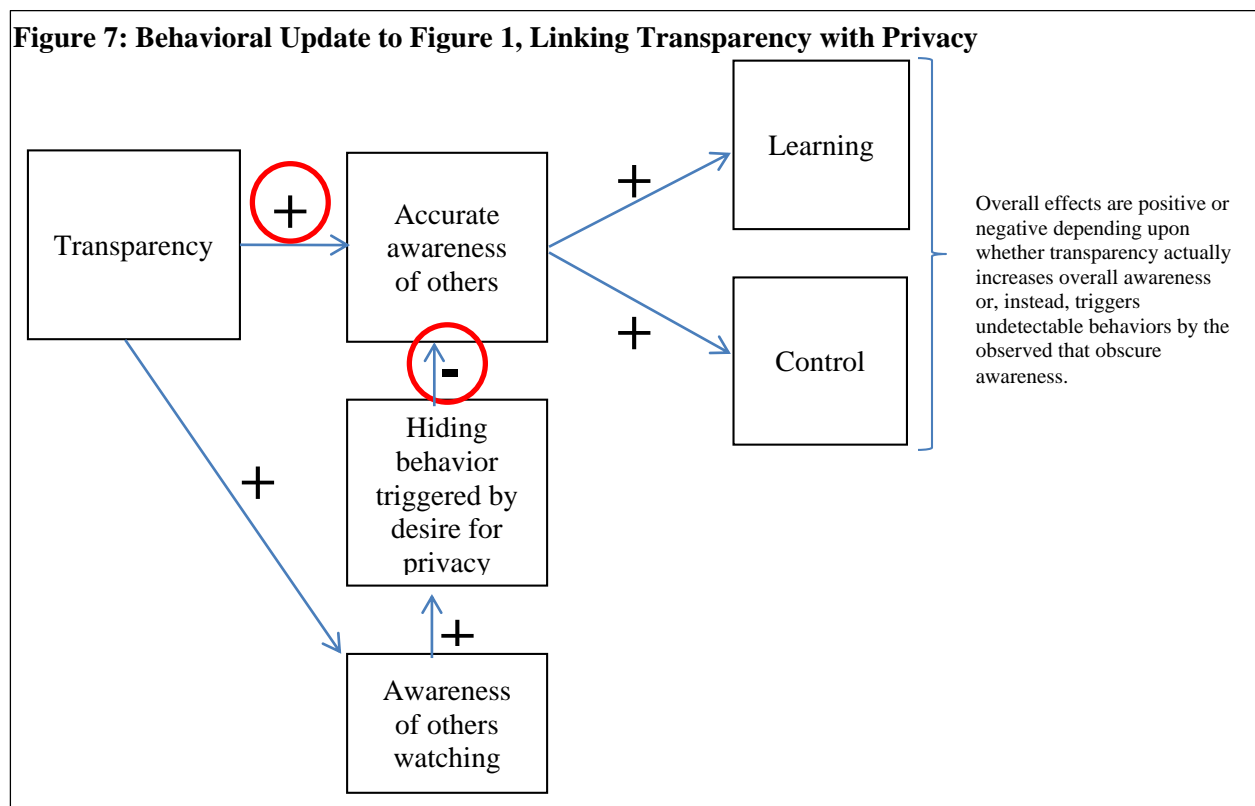 Figure 7: Behavioral Update to Figure 1, Linking Transparency with Privacy
Transparency
+
Accurate
awareness
of others
+
+
Learning
Control
Overall effects are positive or
negative depending upon
whether transparency actually
increases overall awareness
or, instead, triggers
undetectable behaviors by the
observed that obscure
awareness.
-
Hiding
behavior
triggered by
desire for
privacy
+
+
Awareness
of others
watching